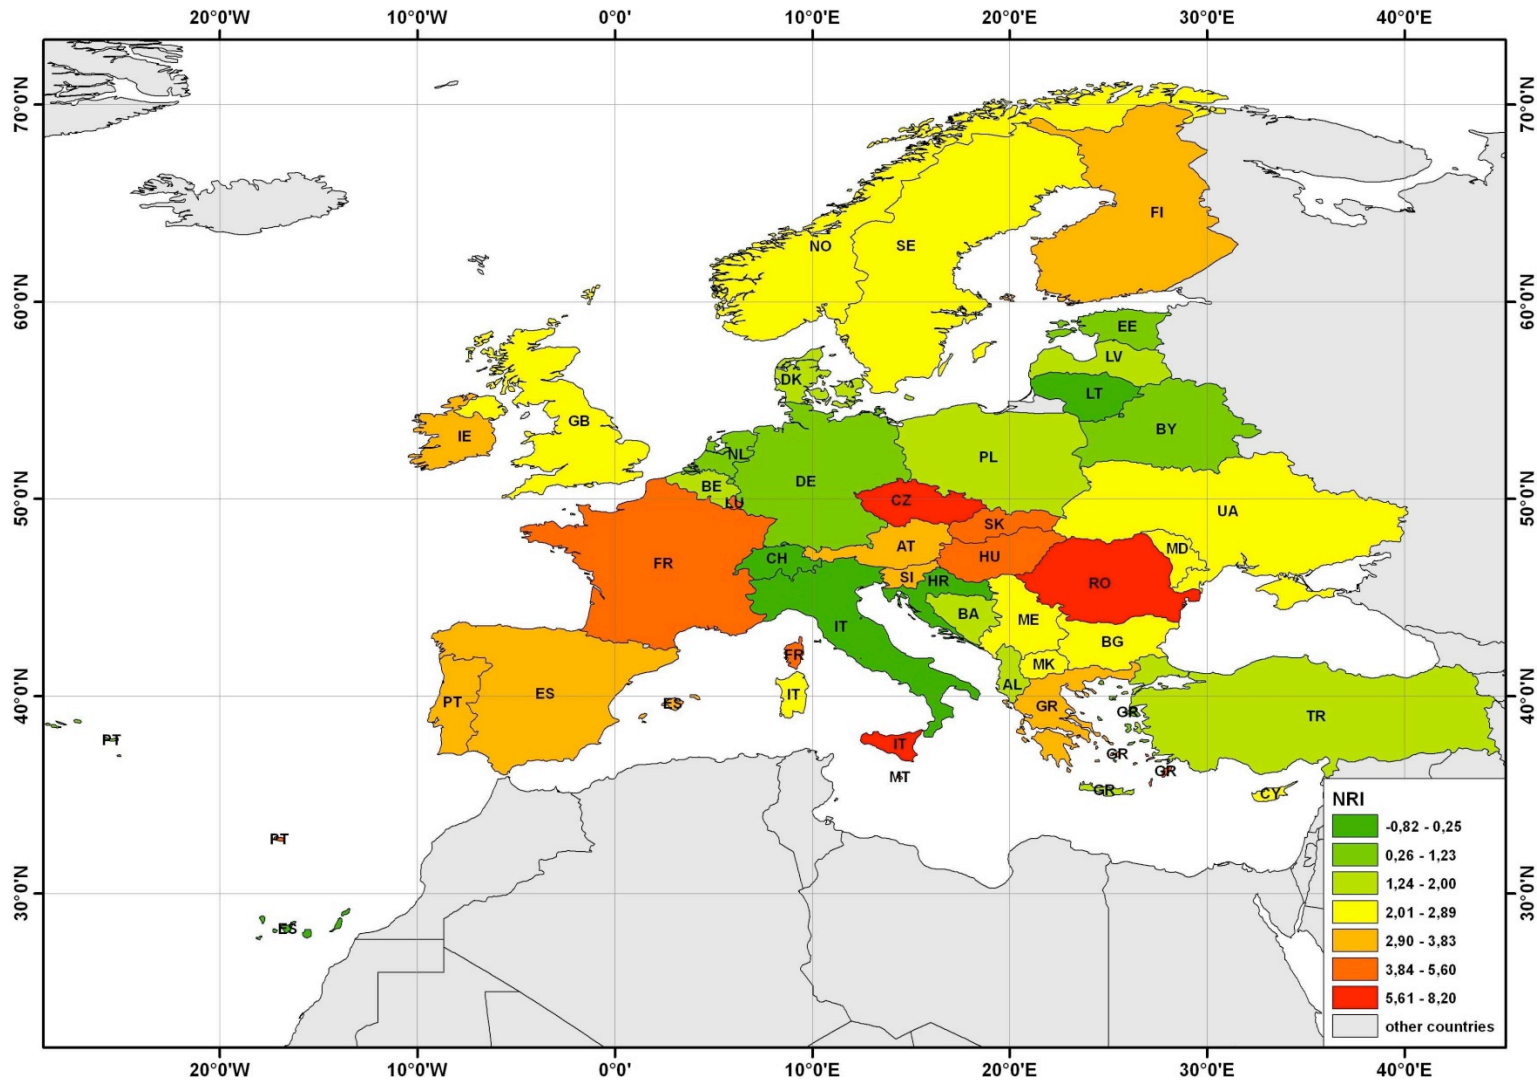 20°0'W 10°0'W 0°0' 10°0'E 20°0'E 30°0'E 40°0'E
70°0'N 70°0'N
FI
NO SE
60°0'N 60°0'N
EE
LV
DK
LT
GB
BY
IE
NL PL
DE
BE
LU CZ
50°0'N 50°0'N
UA
SK
AT MD
HU
CH
FR
SI HR RO
BA ME
IT
BG
FR MK
AL
IT
PT ES ES
40°0'N 40°0'N
GR
GR TR
PT
IT
GR
GR
MT
GR CY
NRI
-0,82 - 0,25
PT
0,26 - 1,23
1,24 - 2,00
30°0'N 30°0'N
2,01 - 2,89
ES
2,90 - 3,83
3,84 - 5,60
5,61 - 8,20
other countries
20°0'W 10°0'W 0°0' 10°0'E 20°0'E 30°0'E 40°0'E